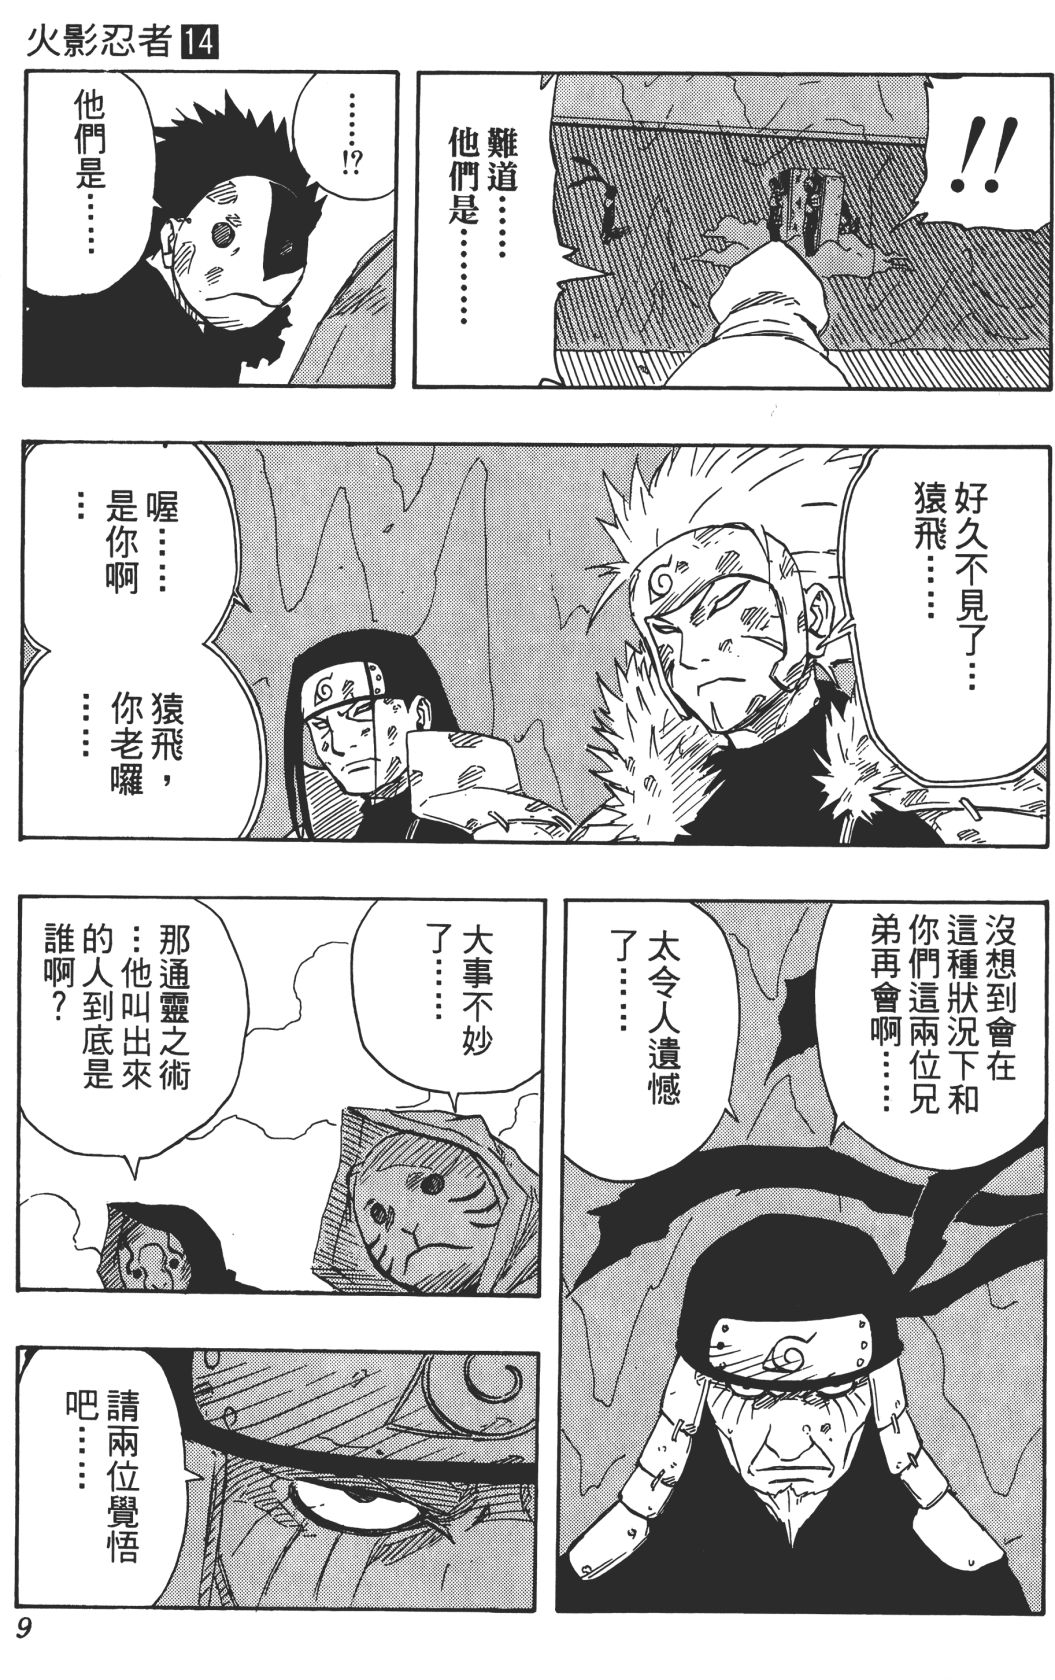 火影忍者14
!!
難道……
他們是…………
……!?
他們是……
好久不見了…
猿飛……
喔……
是你啊
…
猿飛，
你老囉
……
沒想到會在
這種狀況下和
你們這兩位兄
弟再會啊……
太令人遺憾
了……
大事不妙
了……
那通靈之術
…他叫出來
的人到底是
誰啊？
請兩位覺悟
吧……
9